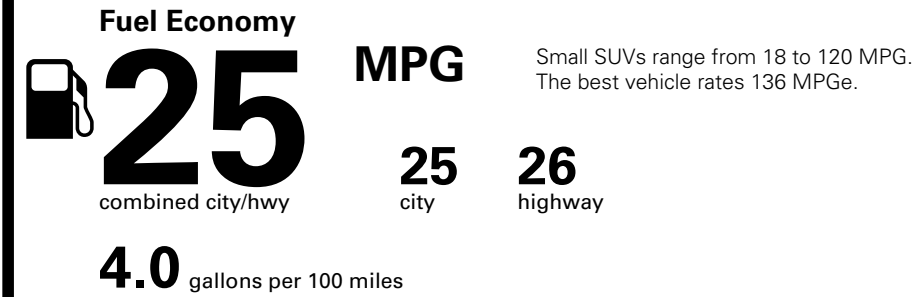 Fuel Economy
25 MPG
Small SUVs range from 18 to 120 MPG.
The best vehicle rates 136 MPGe.
combined city/hwy
25 26
city highway
4.0 gallons per 100 miles